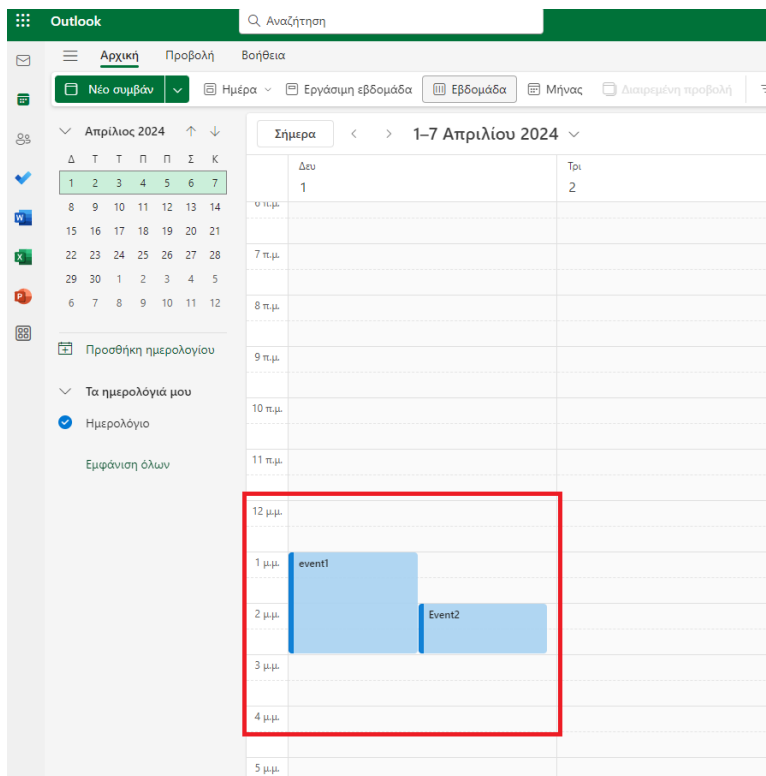 Outlook
Αναζήτηση
Αρχική Προβολή Βοήθεια
Νέο συμβάν Ημέρα Εργάσιμη εβδομάδα Εβδομάδα Μήνας Διαιρεμένη προβολή
Απρίλιος 2024
Δ Τ Τ Π Π Σ Κ
1 2 3 4 5 6 7
8 9 10 11 12 13 14
15 16 17 18 19 20 21
22 23 24 25 26 27 28
29 30 1 2 3 4 5
6 7 8 9 10 11 12
Προσθήκη ημερολογίου
Τα ημερολόγιά μου
Ημερολόγιο
Εμφάνιση όλων
Σήμερα 1–7 Απριλίου 2024
Δευ Τρι
1 2
6 π.μ.
7 π.μ.
8 π.μ.
9 π.μ.
10 π.μ.
11 π.μ.
12 μ.μ.
1 μ.μ. event1
2 μ.μ. Event2
3 μ.μ.
4 μ.μ.
5 μ.μ.